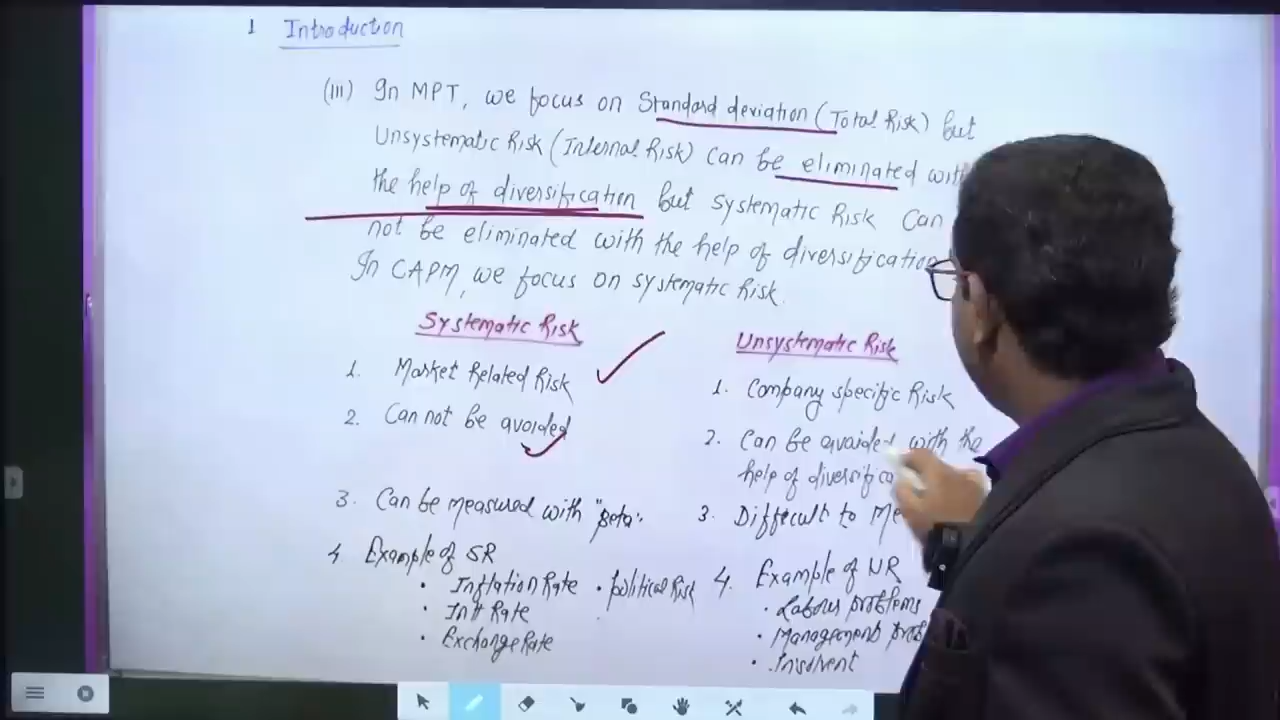 1 Introduction
(III) In MPT, we focus on Standard deviation (Total Risk) but
Unsystematic Risk (Internal Risk) can be eliminated with
the help of diversification but systematic Risk can
not be eliminated with the help of diversification
In CAPM, we focus on systematic Risk.
Systematic Risk
1. Market Related Risk
2. Can not be avoided
3. Can be measured with "Beta".
4 Example of SR
• Inflation Rate • political Risk
• Intt Rate
• Exchange Rate
Unsystematic Risk
1. Company specific Risk
2. Can be avaided with the
help of diversifica
3. Difficult to Me
4. Example of UR
• Labour problems
• Management prob
• Insolvent